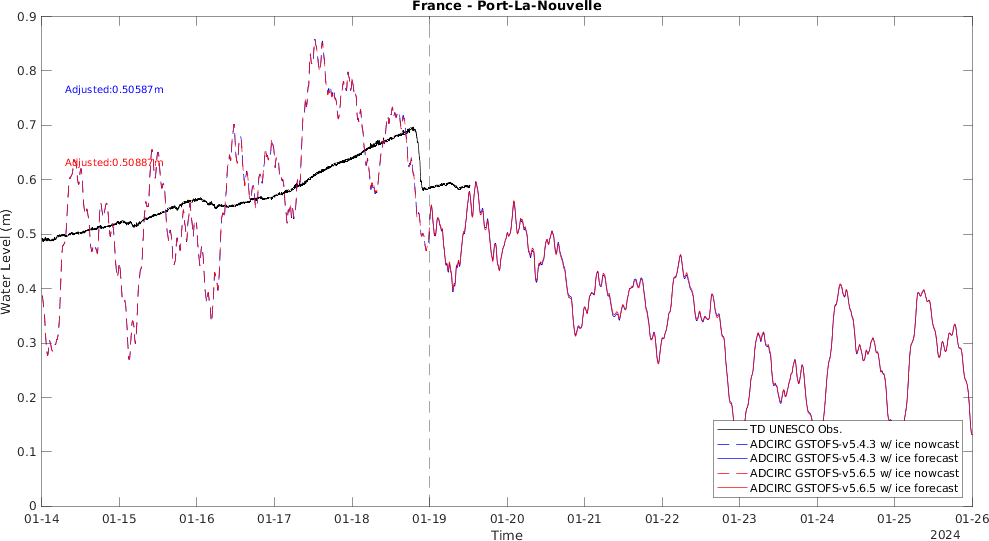 France - Port-La-Nouvelle
0.9
0.8
0.7
0.6
0.5
0.4
0.3
0.2
0.1
0
Water Level (m)
Adjusted:0.50587m
Adjusted:0.50887m
TD UNESCO Obs.
ADCIRC GSTOFS-v5.4.3 w/ ice nowcast
ADCIRC GSTOFS-v5.4.3 w/ ice forecast
ADCIRC GSTOFS-v5.6.5 w/ ice nowcast
ADCIRC GSTOFS-v5.6.5 w/ ice forecast
01-14 01-15 01-16 01-17 01-18 01-19 01-20 01-21 01-22 01-23 01-24 01-25 01-26
Time
2024